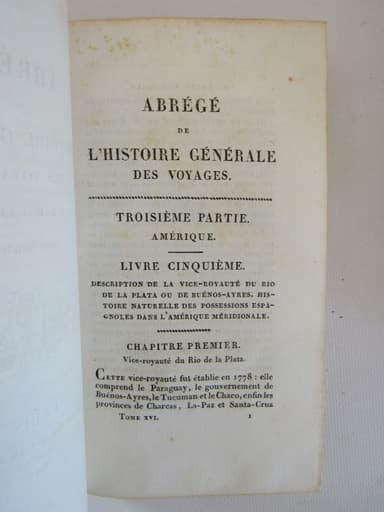 ABRÉGÉ
DE
L'HISTOIRE GÉNÉRALE
DES VOYAGES.
TROISIÈME PARTIE.
AMÉRIQUE.
LIVRE CINQUIÈME.
DESCRIPTION DE LA VICE-ROYAUTÉ DU RIO
DE LA PLATA OU DE BUÉNOS-AYRES. HIS-
TOIRE NATURELLE DES POSSESSIONS ESPA-
GNOLES DANS L'AMÉRIQUE MÉRIDIONALE.
CHAPITRE PREMIER.
Vice-royauté du Rio de la Plata.
CETTE vice-royauté fut établie en 1778 : elle
comprend le Paraguay, le gouvernement de
Buénos-Ayres, le Tucuman et le Chaco, enfin les
provinces de Charcas, La-Paz et Santa-Cruz
TOME XVI. 1